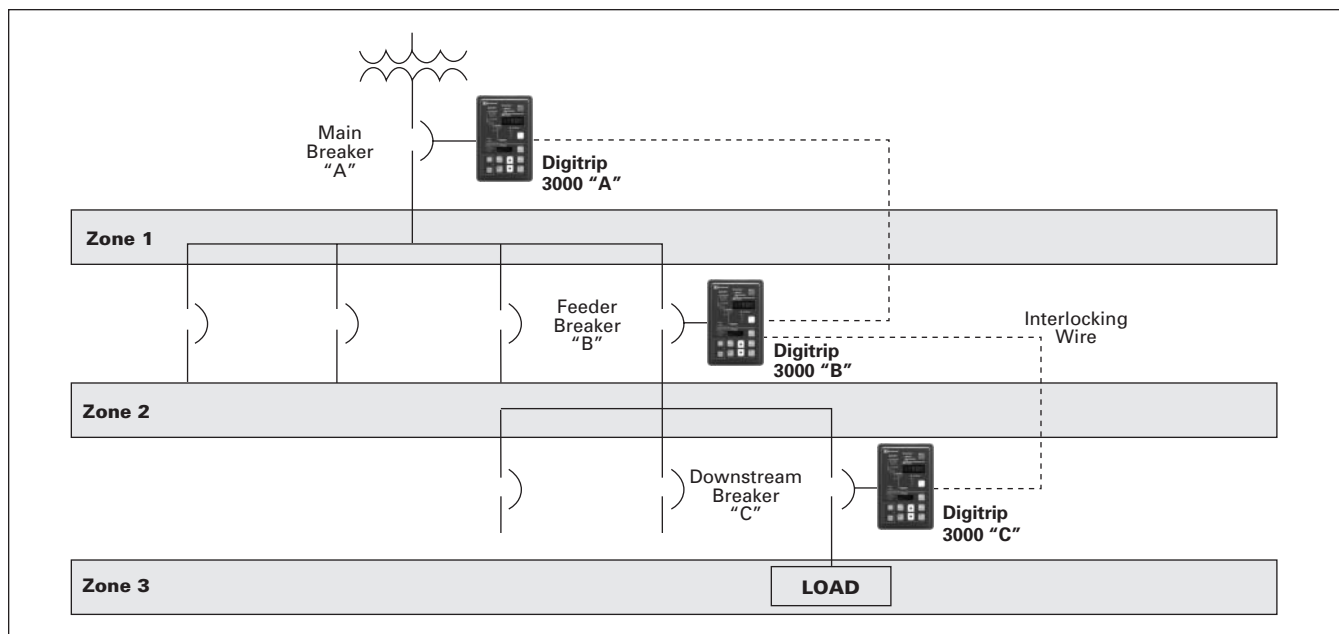 Main
Breaker
“A”
Digitrip
3000 “A”
Zone 1
Feeder
Breaker
“B”
Interlocking
Wire
Digitrip
3000 “B”
Zone 2
Downstream
Breaker
“C”
Digitrip
3000 “C”
Zone 3
LOAD